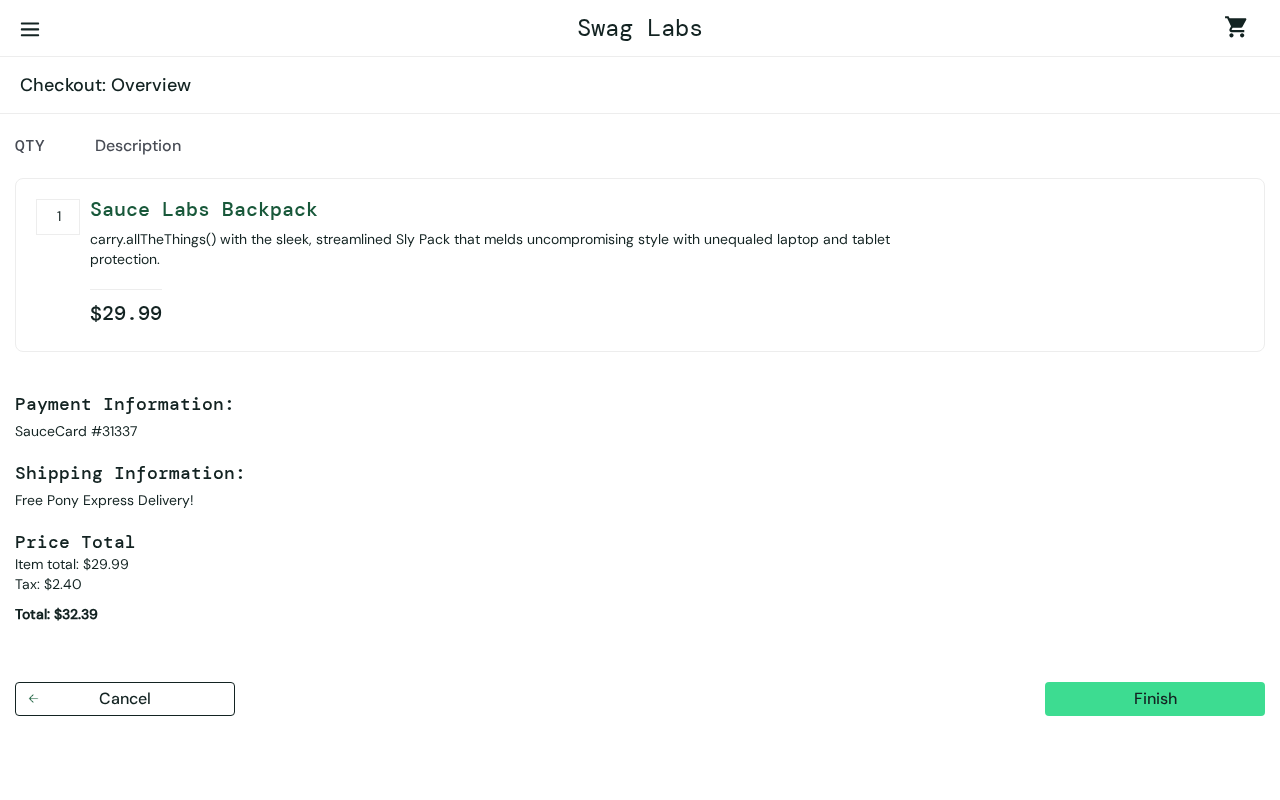 Swag Labs
Checkout: Overview
QTY Description
1 Sauce Labs Backpack
carry.allTheThings() with the sleek, streamlined Sly Pack that melds uncompromising style with unequaled laptop and tablet
protection.
$29.99
Payment Information:
SauceCard #31337
Shipping Information:
Free Pony Express Delivery!
Price Total
Item total: $29.99
Tax: $2.40
Total: $32.39
Cancel Finish